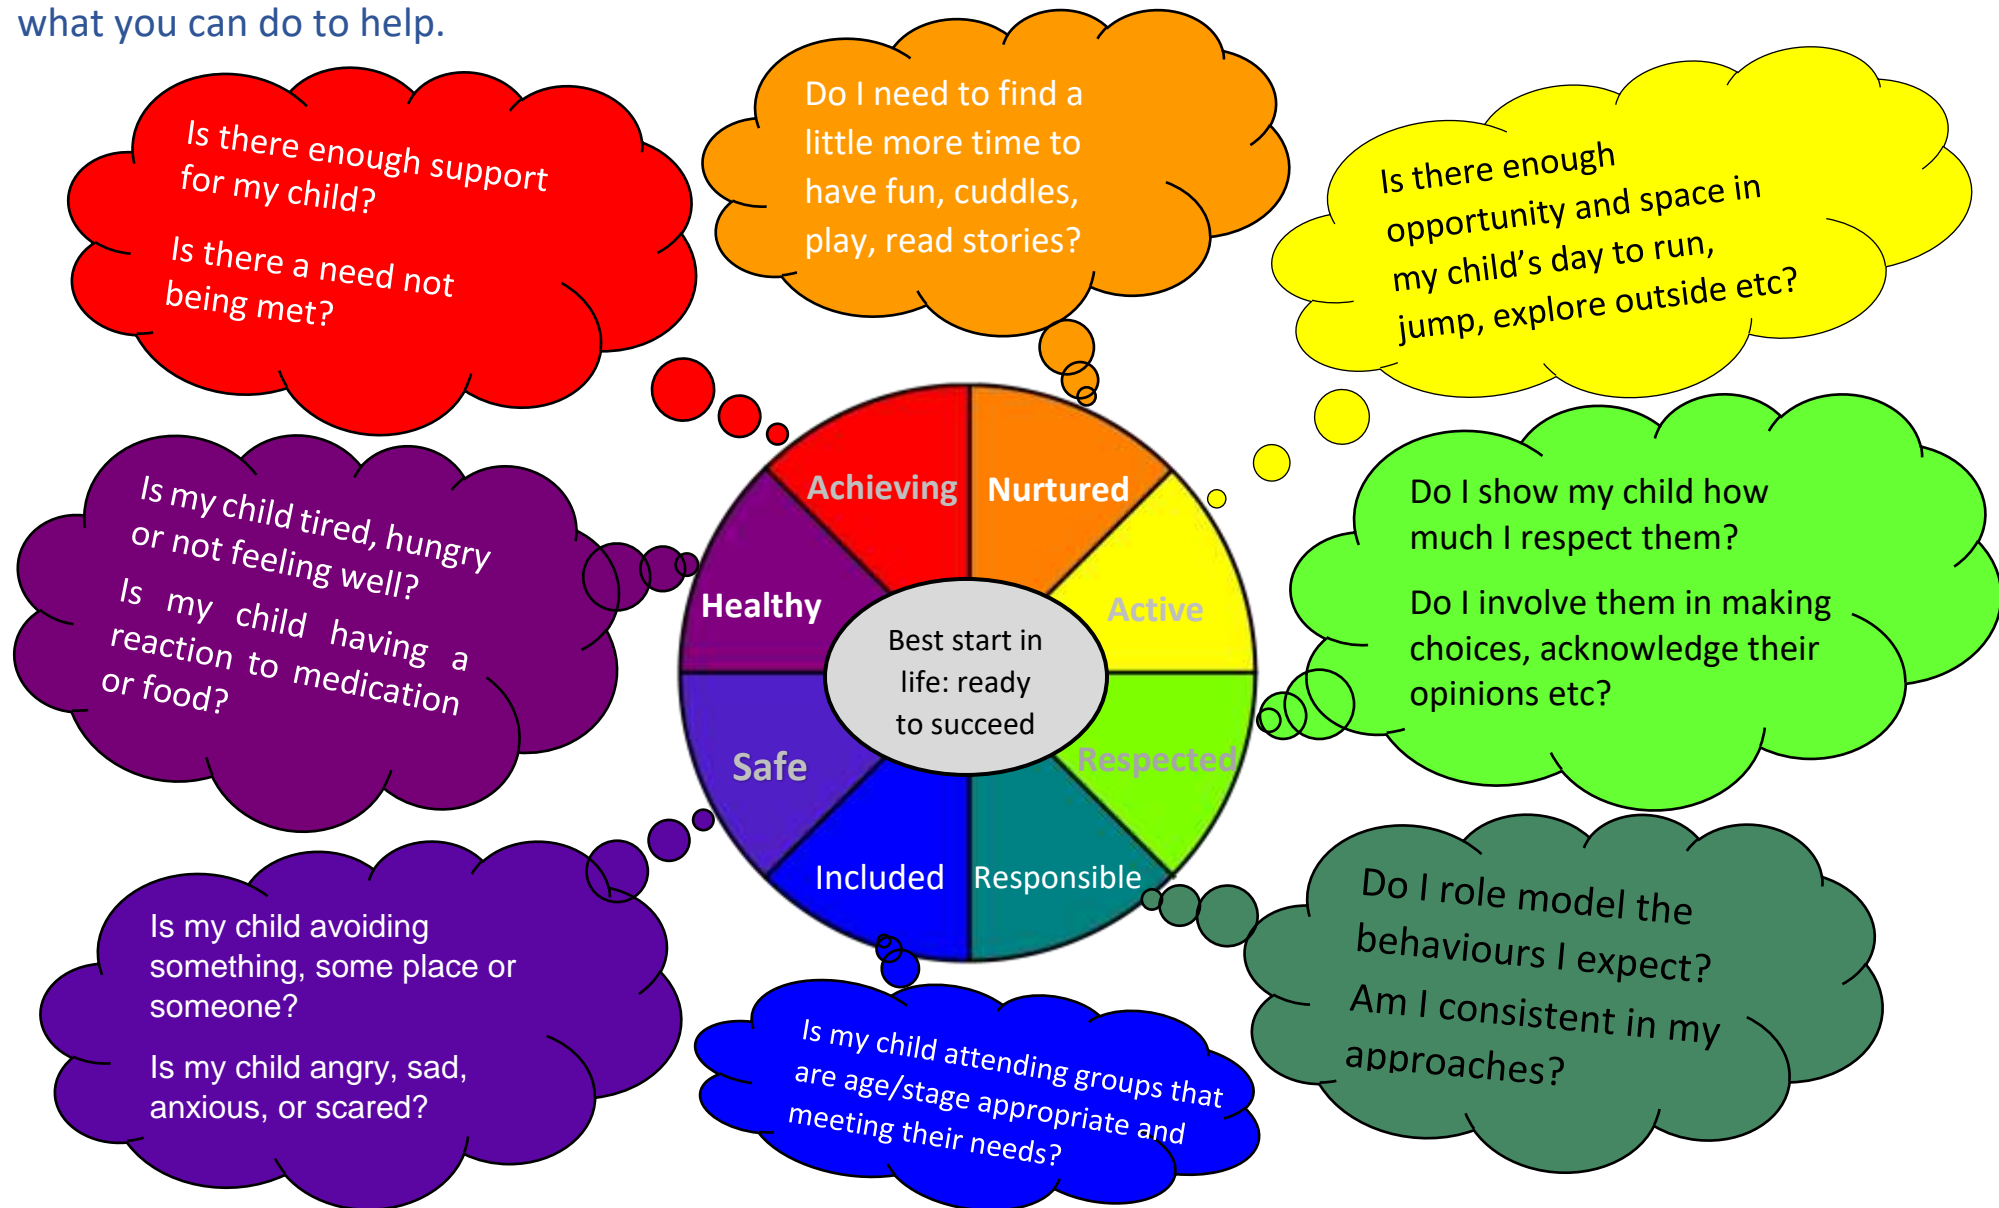 what you can do to help.
Is there enough support
for my child?
Is there a need not
being met?
Do I need to find a
little more time to
have fun, cuddles,
play, read stories?
Is there enough
opportunity and space in
my child’s day to run,
jump, explore outside etc?
Is my child tired, hungry
or not feeling well?
Is my child having a
reaction to medication
or food?
Achieving
Nurtured
Healthy
Active
Best start in
life: ready
to succeed
Safe
Respected
Included
Responsible
Do I show my child how
much I respect them?
Do I involve them in making
choices, acknowledge their
opinions etc?
Is my child avoiding
something, some place or
someone?
Is my child angry, sad,
anxious, or scared?
Is my child attending groups that
are age/stage appropriate and
meeting their needs?
Do I role model the
behaviours I expect?
Am I consistent in my
approaches?